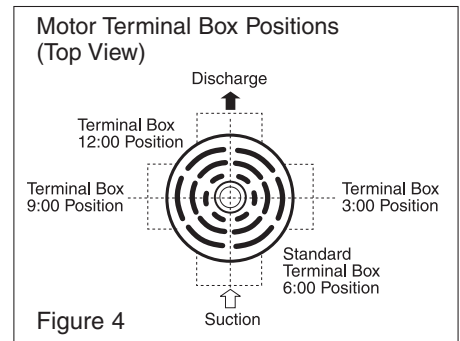 Motor Terminal Box Positions
(Top View)
Discharge
Terminal Box
12:00 Position
Terminal Box
9:00 Position
Terminal Box
3:00 Position
Standard
Terminal Box
6:00 Position
Suction
Figure 4